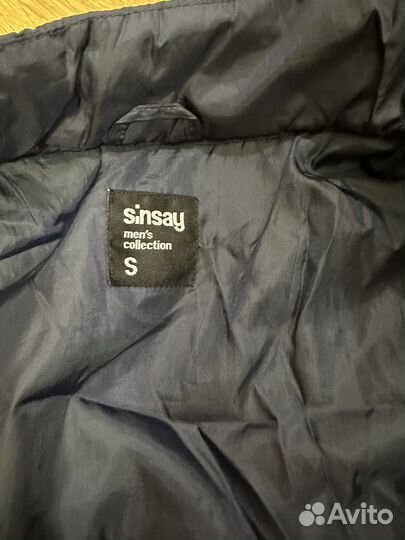 sinsay
men's
collection
S
Avito